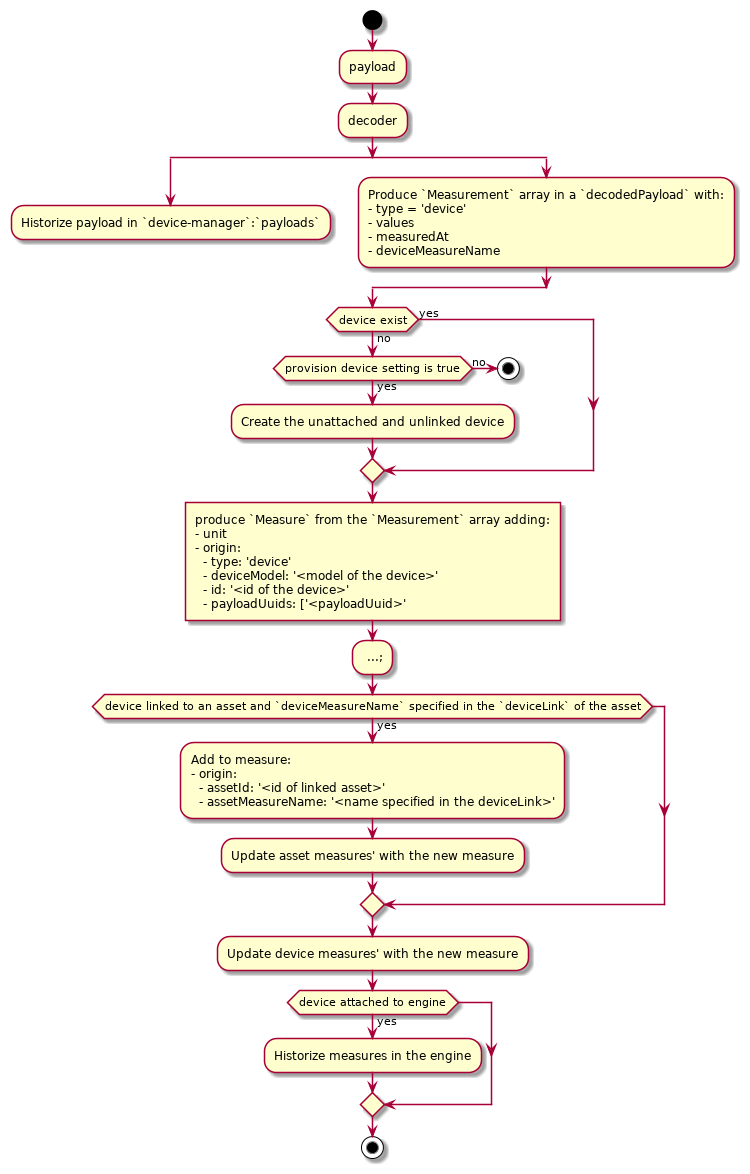 payload
decoder
Historize payload in `device-manager`:`payloads`
Produce `Measurement` array in a `decodedPayload` with:
- type = 'device'
- values
- measuredAt
- deviceMeasureName
device exist
yes
no
provision device setting is true
no
yes
Create the unattached and unlinked device
produce `Measure` from the `Measurement` array adding:
- unit
- origin:
  - type: 'device'
  - deviceModel: '<model of the device>'
  - id: '<id of the device>'
  - payloadUuids: ['<payloadUuid>'
...;
device linked to an asset and `deviceMeasureName` specified in the `deviceLink` of the asset
yes
Add to measure:
- origin:
  - assetId: '<id of linked asset>'
  - assetMeasureName: '<name specified in the deviceLink>'
Update asset measures' with the new measure
Update device measures' with the new measure
device attached to engine
yes
Historize measures in the engine